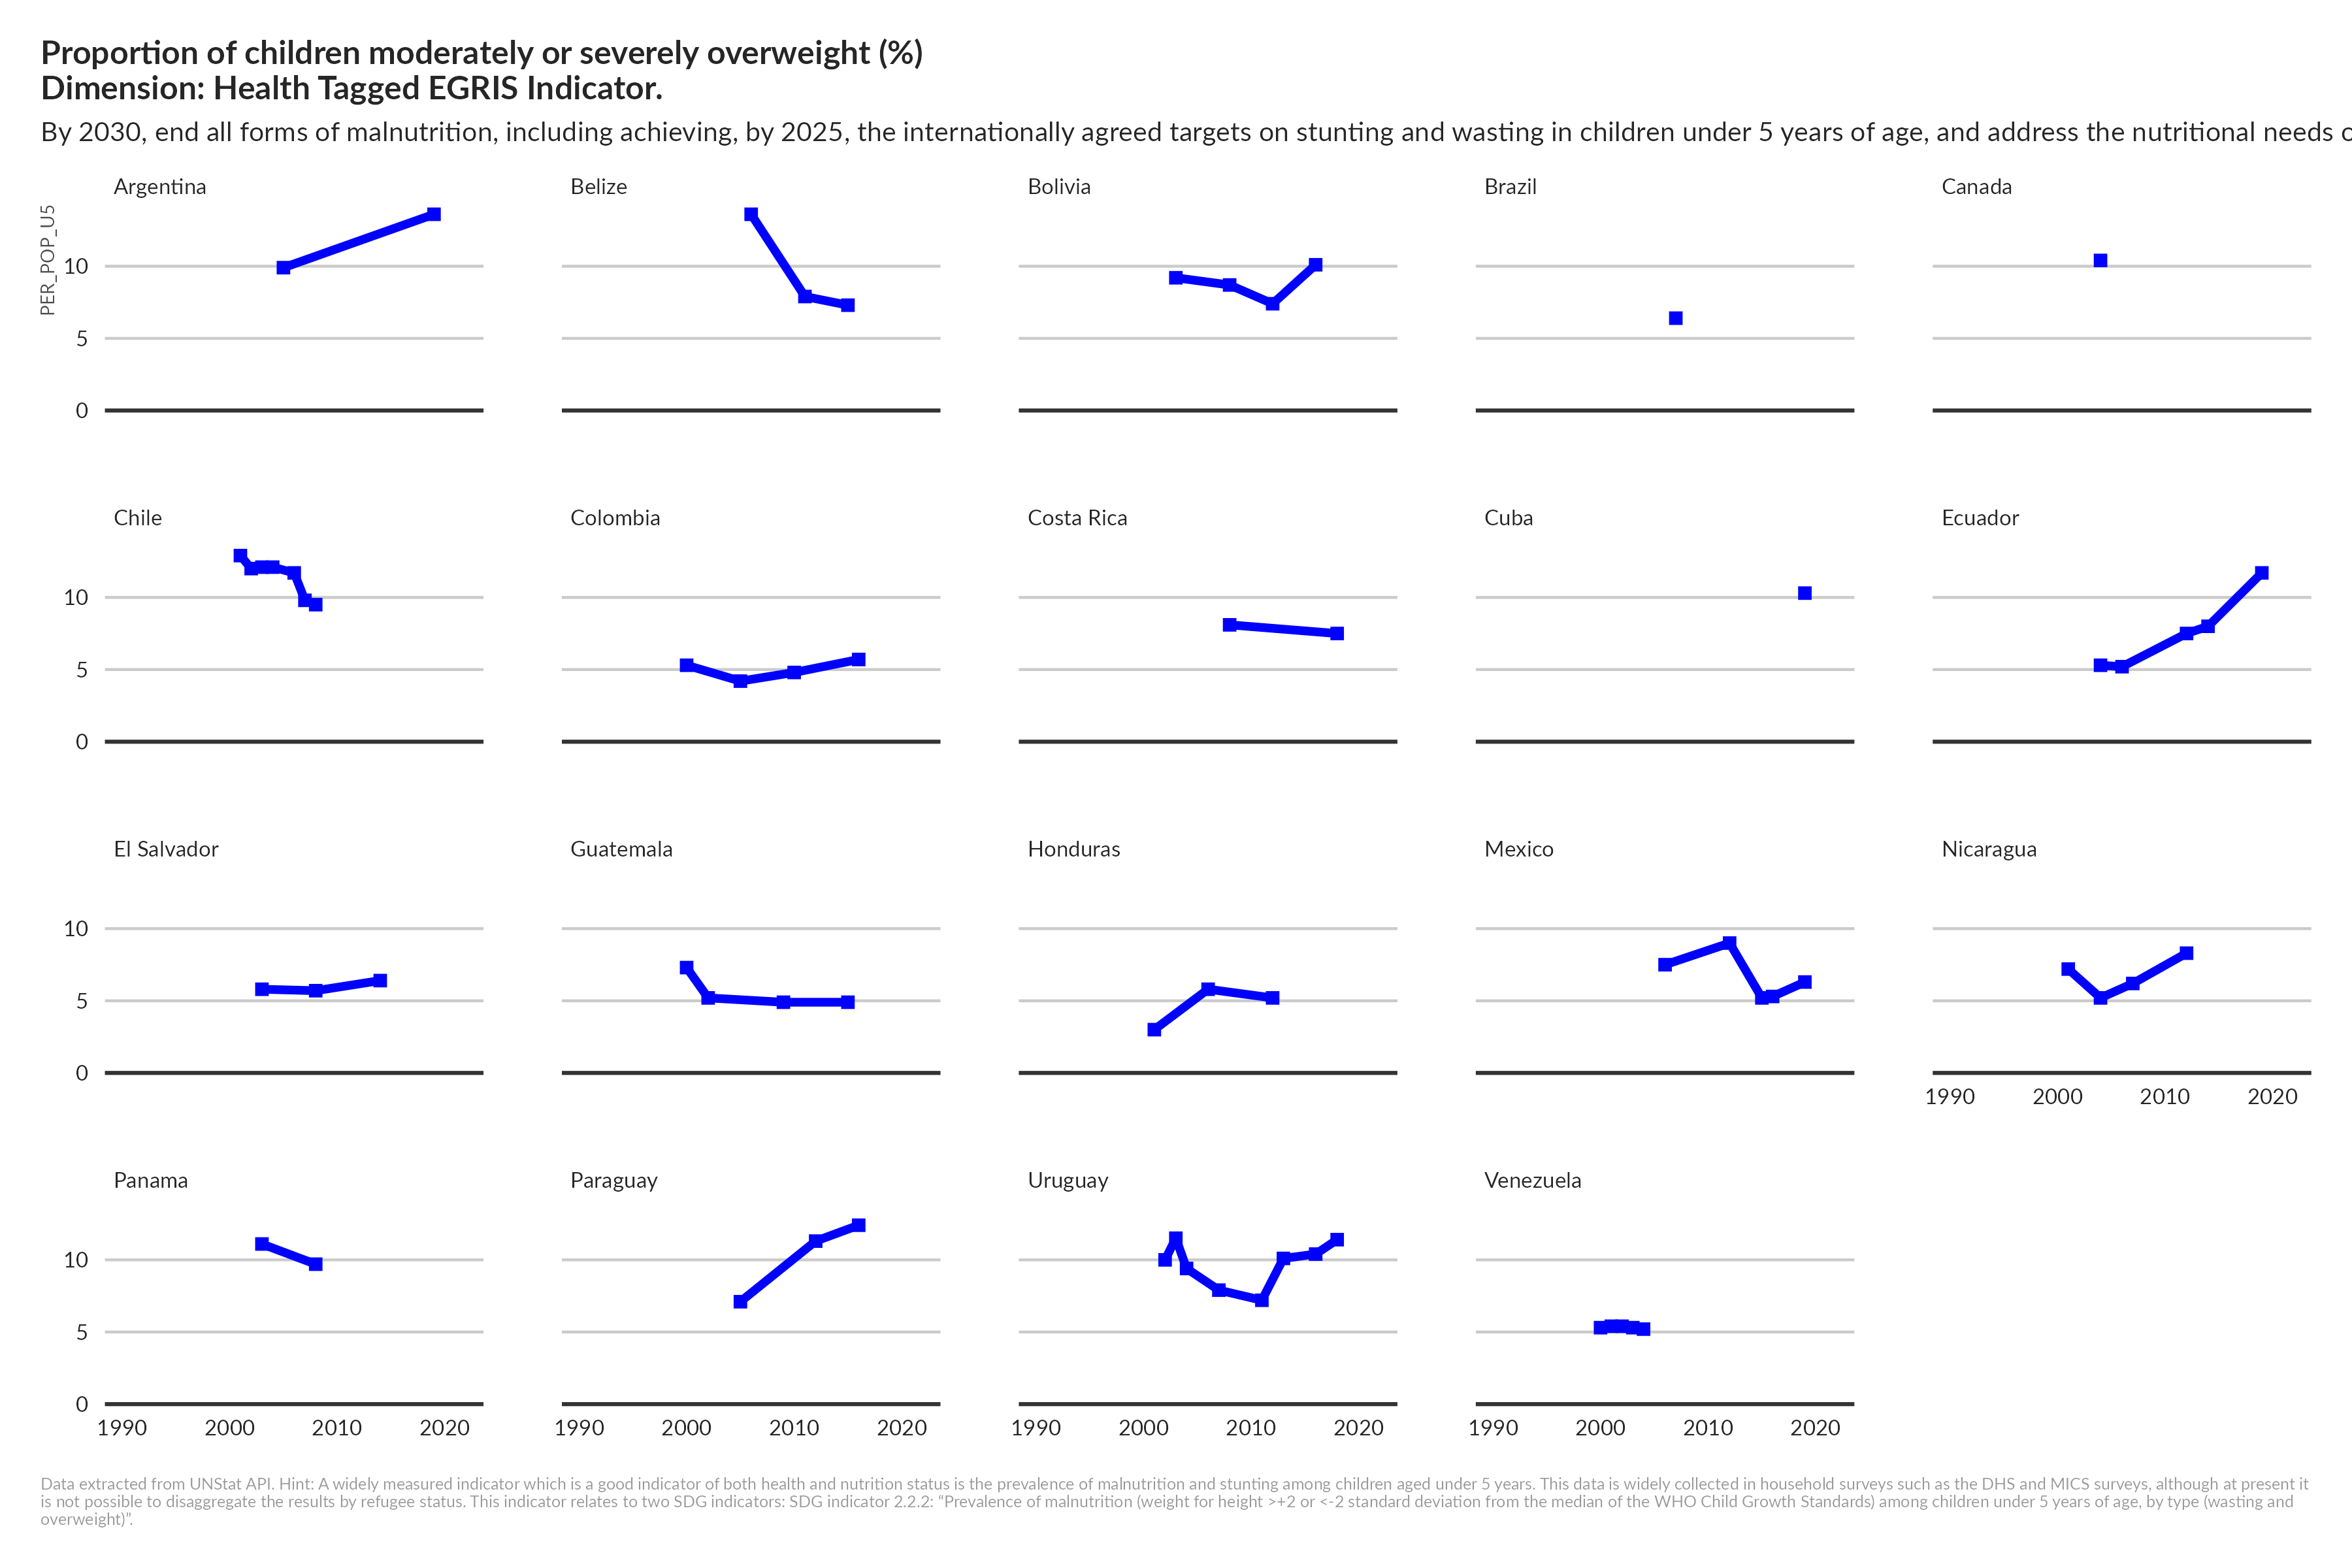 Proportion of children moderately or severely overweight (%)
Dimension: Health Tagged EGRIS Indicator.
By 2030, end all forms of malnutrition, including achieving, by 2025, the internationally agreed targets on stunting and wasting in children under 5 years of age, and address the nutritional needs
Argentina Belize Bolivia Brazil Canada
PER_POP_U5
10
5
0
Chile Colombia Costa Rica Cuba Ecuador
10
5
0
El Salvador Guatemala Honduras Mexico Nicaragua
10
5
0
1990 2000 2010 2020
Panama Paraguay Uruguay Venezuela
10
5
0
1990 2000 2010 2020 1990 2000 2010 2020 1990 2000 2010 2020 1990 2000 2010 2020
Data extracted from UNStat API. Hint: A widely measured indicator which is a good indicator of both health and nutrition status is the prevalence of malnutrition and stunting among children aged under 5 years. This data is widely collected in household surveys such as the DHS and MICS surveys, although at present it
is not possible to disaggregate the results by refugee status. This indicator relates to two SDG indicators: SDG indicator 2.2.2: “Prevalence of malnutrition (weight for height >+2 or <-2 standard deviation from the median of the WHO Child Growth Standards) among children under 5 years of age, by type (wasting and
overweight)”.